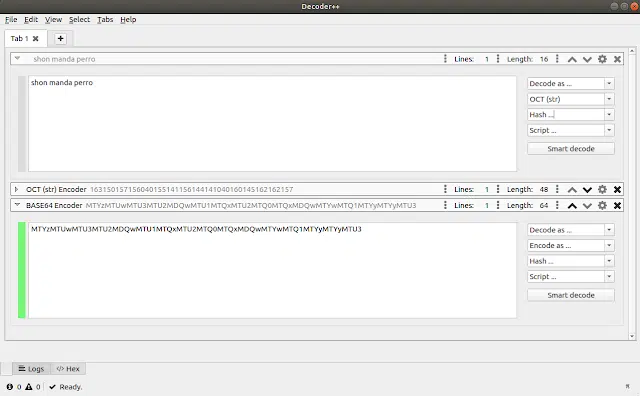 Decoder++
File Edit View Select Tabs Help
Tab 1
shon manda perro Lines: 1 Length: 16
shon manda perro
Decode as ...
OCT (str)
Hash ...
Script ...
Smart decode
OCT (str) Encoder 163150157156040155141156144141040160145162162157 Lines: 1 Length: 48
BASE64 Encoder MTYzMTUwMTU3MTU2MDQwMTU1MTQxMTU2MTQ0MTQxMDQwMTYwMTQ1MTYyMTYyMTU3 Lines: 1 Length: 64
MTYzMTUwMTU3MTU2MDQwMTU1MTQxMTU2MTQ0MTQxMDQwMTYwMTQ1MTYyMTYyMTU3
Decode as ...
Encode as ...
Hash ...
Script ...
Smart decode
Logs </> Hex
0 0 Ready.